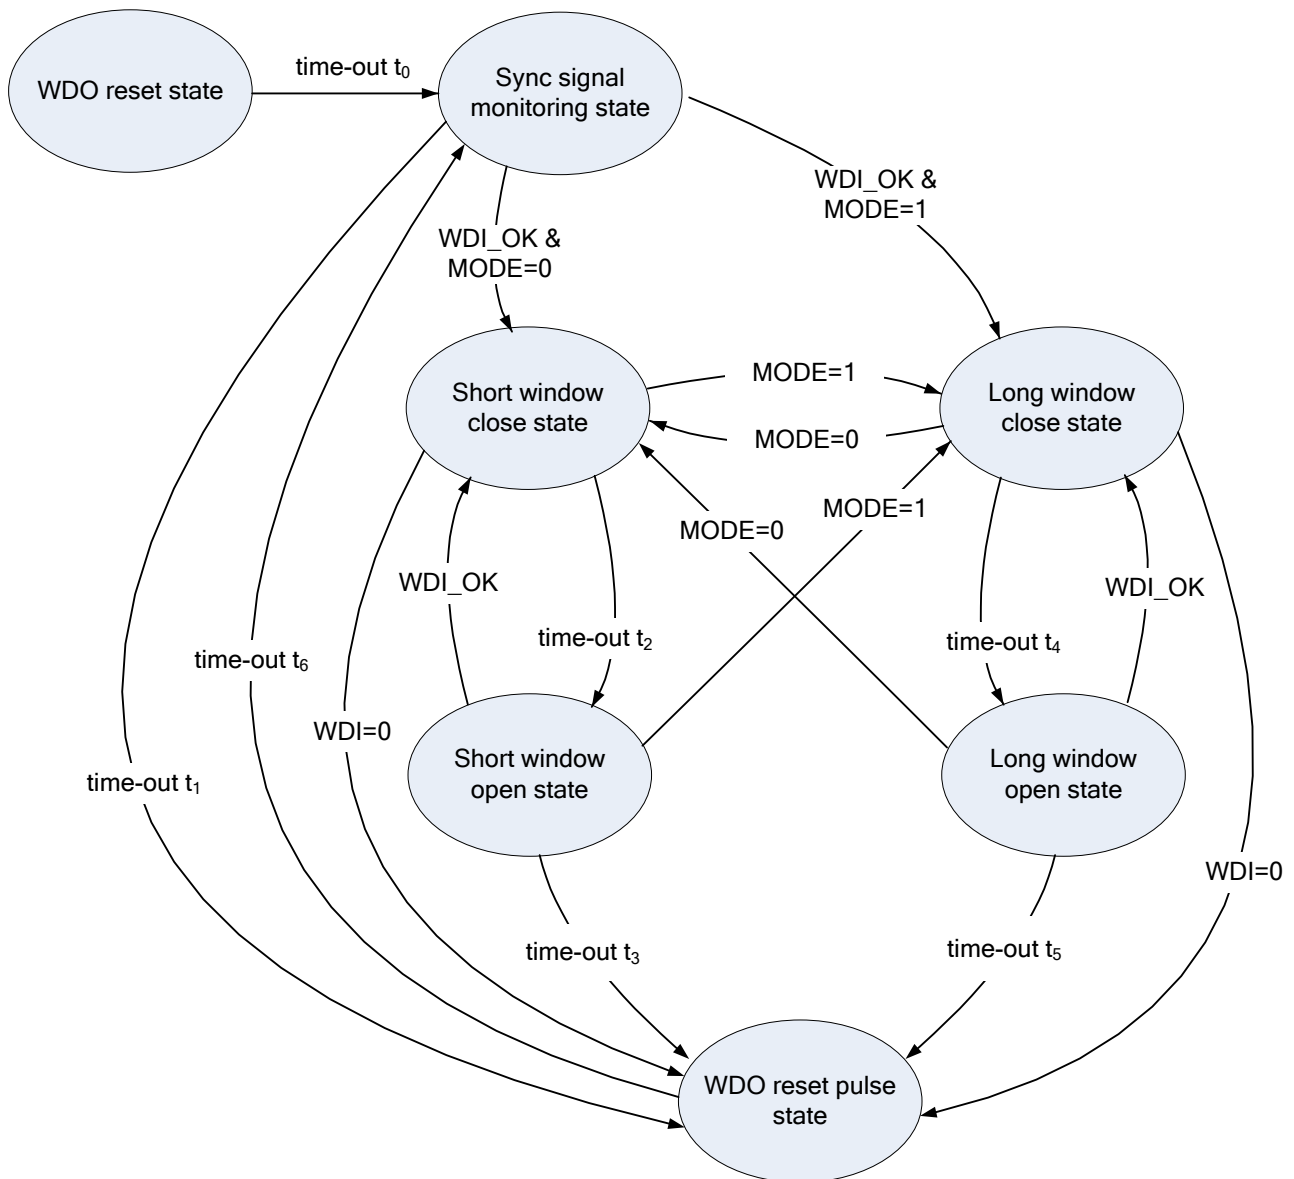 WDO reset state
time-out t₀
Sync signal
monitoring state
WDI_OK &
MODE=1
WDI_OK &
MODE=0
Short window
close state
MODE=1
MODE=0
Long window
close state
MODE=0
MODE=1
WDI_OK
time-out t₂
time-out t₄
WDI_OK
time-out t₆
WDI=0
time-out t₁
Short window
open state
Long window
open state
WDI=0
time-out t₃
time-out t₅
WDO reset pulse
state